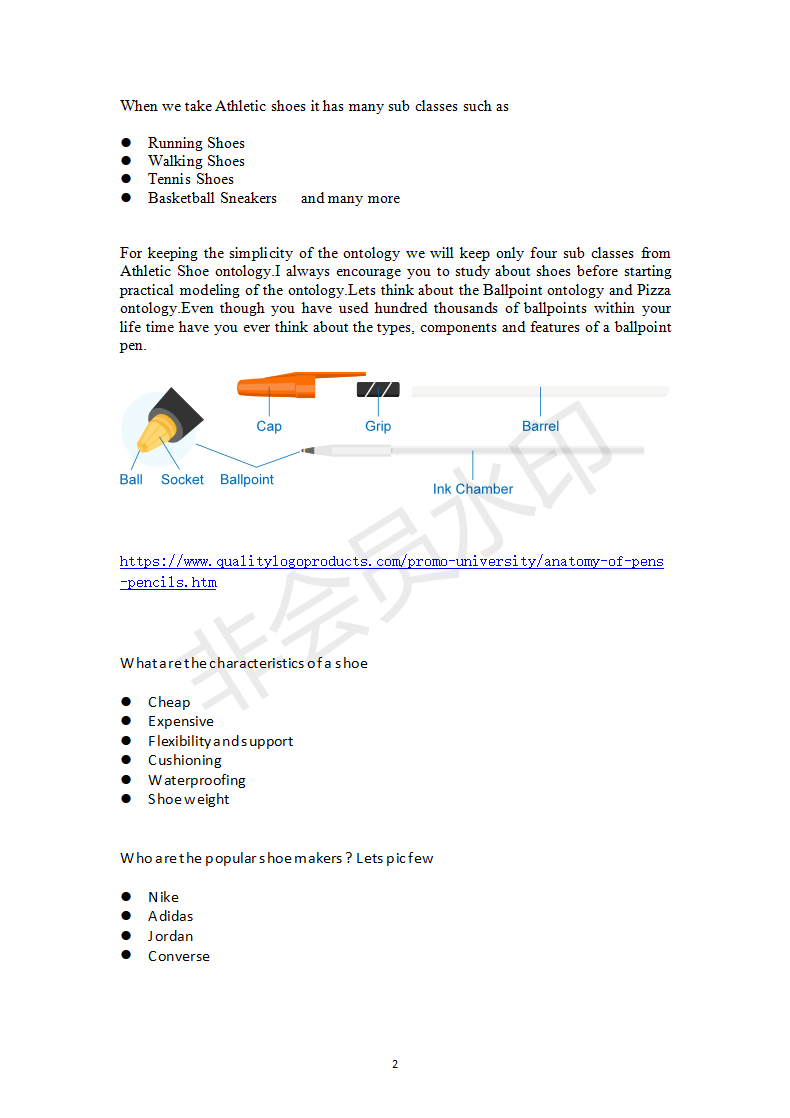 When we take Athletic shoes it has many sub classes such as
● Running Shoes
● Walking Shoes
● Tennis Shoes
● Basketball Sneakers and many more
For keeping the simplicity of the ontology we will keep only four sub classes from
Athletic Shoe ontology.I always encourage you to study about shoes before starting
practical modeling of the ontology.Lets think about the Ballpoint ontology and Pizza
ontology.Even though you have used hundred thousands of ballpoints within your
life time have you ever think about the types, components and features of a ballpoint
pen.
Cap Grip Barrel
Ball Socket Ballpoint
Ink Chamber
非会员水印
https://www.qualitylogoproducts.com/promo-university/anatomy-of-pens
-pencils.htm
What are the characteristics of a shoe
● Cheap
● Expensive
● Flexibility and support
● Cushioning
● Waterproofing
● Shoe weight
Who are the popular shoe makers ? Lets pic few
● Nike
● Adidas
● Jordan
● Converse
2